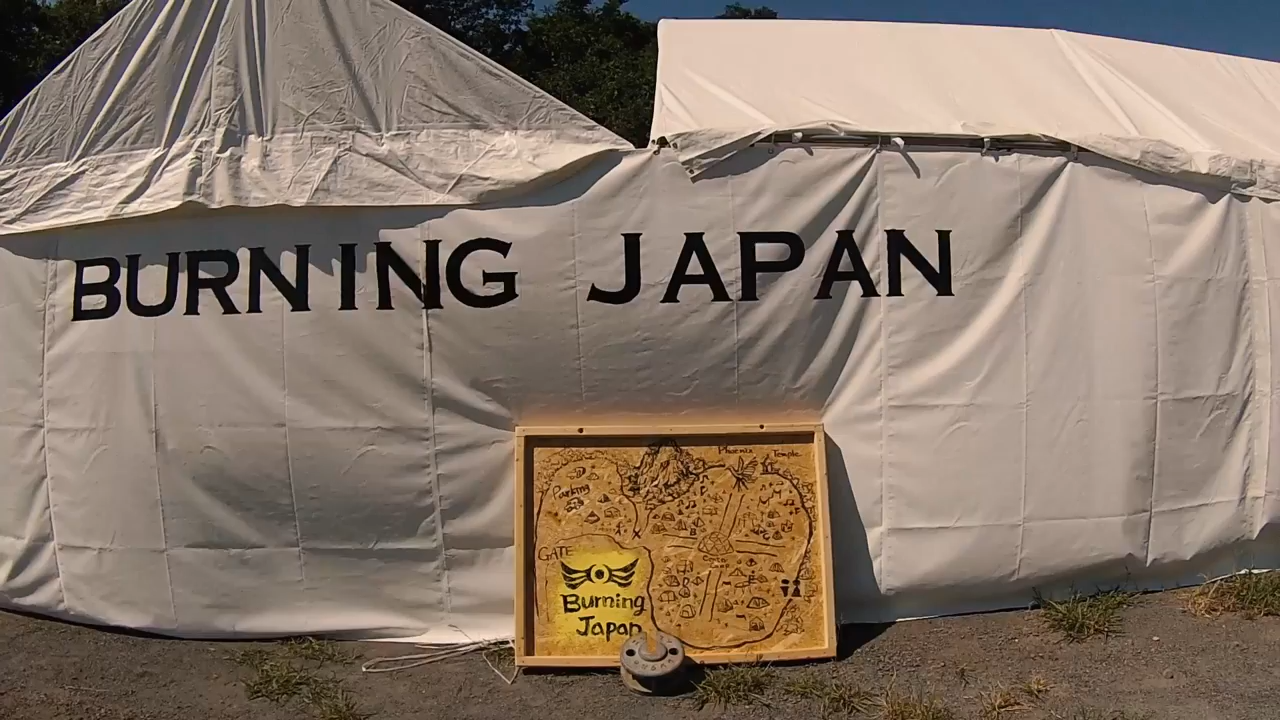 BURNING JAPAN
Phoenix Temple
Parking
GATE
Burning
Japan